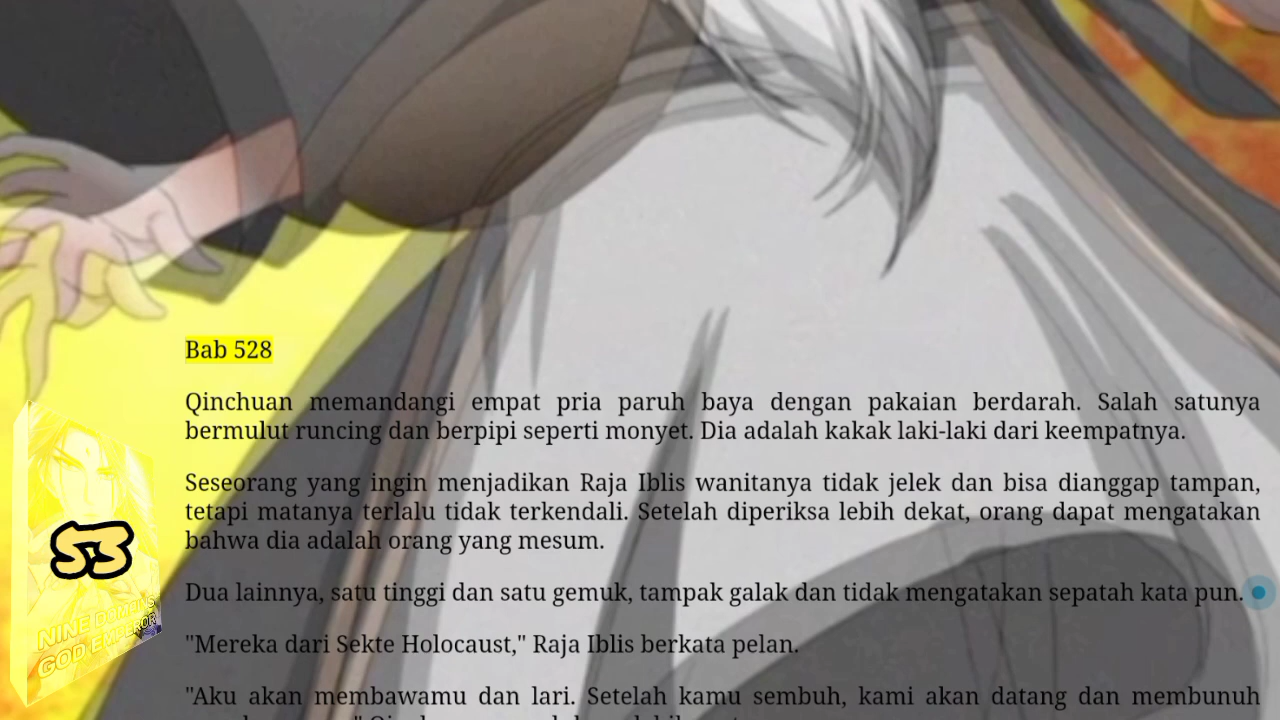 Bab 528
Qinchuan memandangi empat pria paruh baya dengan pakaian berdarah. Salah satunya
bermulut runcing dan berpipi seperti monyet. Dia adalah kakak laki-laki dari keempatnya.
Seseorang yang ingin menjadikan Raja Iblis wanitanya tidak jelek dan bisa dianggap tampan,
tetapi matanya terlalu tidak terkendali. Setelah diperiksa lebih dekat, orang dapat mengatakan
bahwa dia adalah orang yang mesum.
Dua lainnya, satu tinggi dan satu gemuk, tampak galak dan tidak mengatakan sepatah kata pun.
"Mereka dari Sekte Holocaust," Raja Iblis berkata pelan.
"Aku akan membawamu dan lari. Setelah kamu sembuh, kami akan datang dan membunuh
53
NINE DOMAINS
GOD EMPEROR